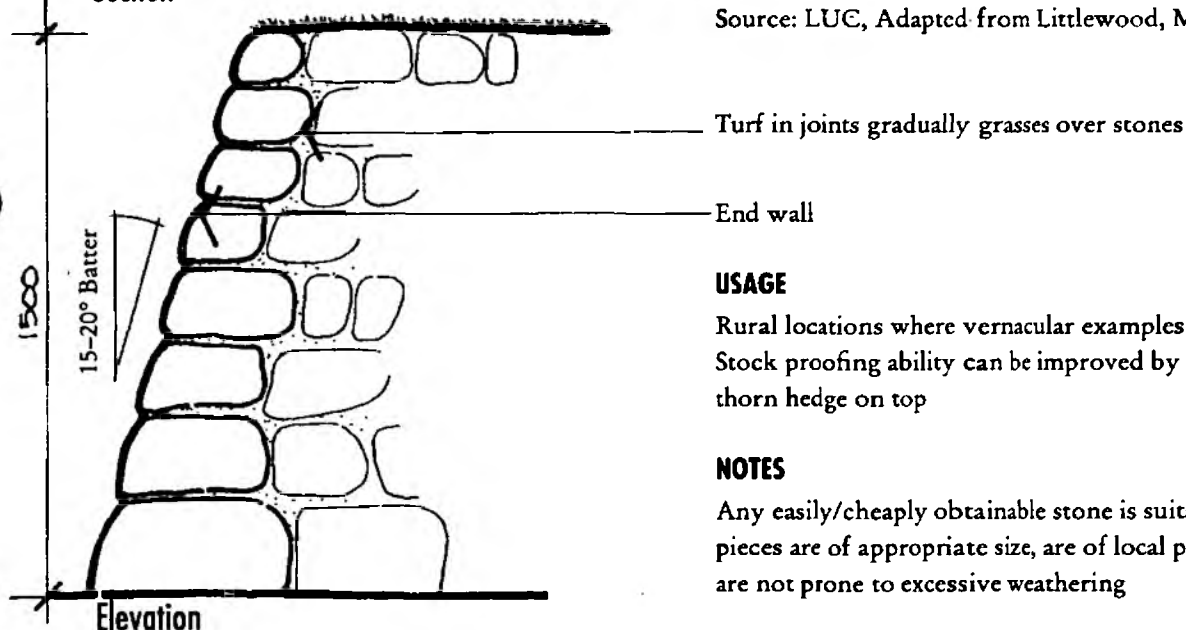 Source: LUC, Adapted from Littlewood,
Turf in joints gradually grasses over stones
End wall
USAGE
Rural locations where vernacular examples
Stock proofing ability can be improved by
thorn hedge on top
NOTES
Any easily/cheaply obtainable stone is
pieces are of appropriate size, are of local
are not prone to excessive weathering
1500
15–20° Batter
Elevation